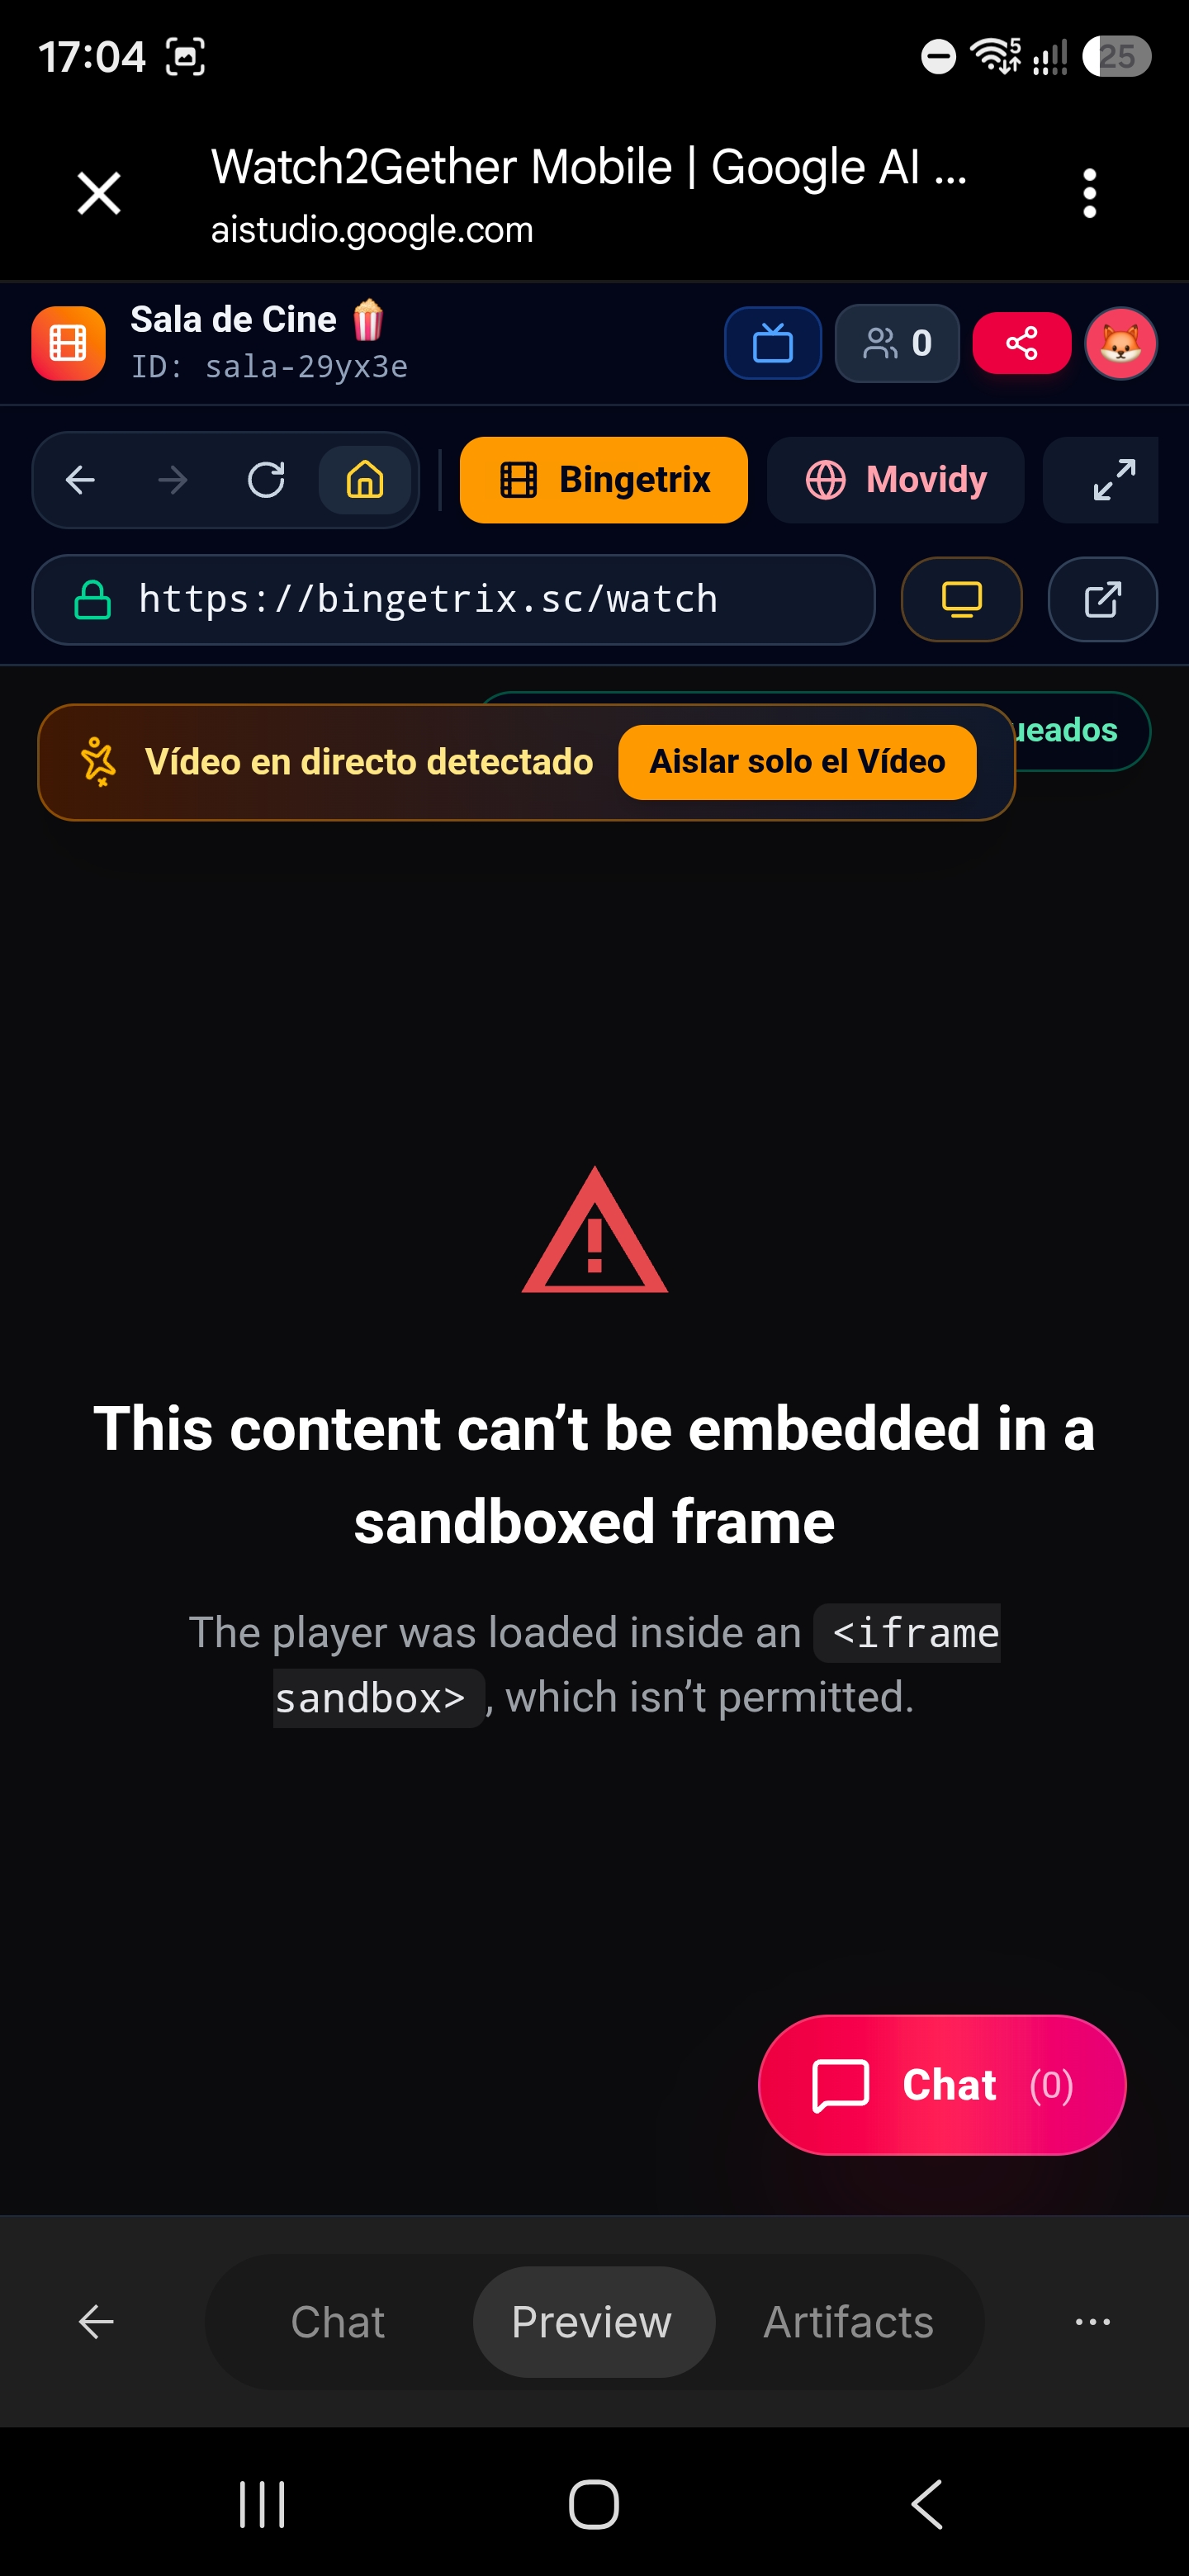 17:04
5
25
Watch2Gether Mobile | Google AI ...
aistudio.google.com
Sala de Cine
ID: sala-29yx3e
0
Bingetrix
Movidy
https://bingetrix.sc/watch
Vídeo en directo detectado
Aislar solo el Vídeo
This content can’t be embedded in a
sandboxed frame
The player was loaded inside an <iframe
sandbox> , which isn’t permitted.
Chat (0)
Chat
Preview
Artifacts